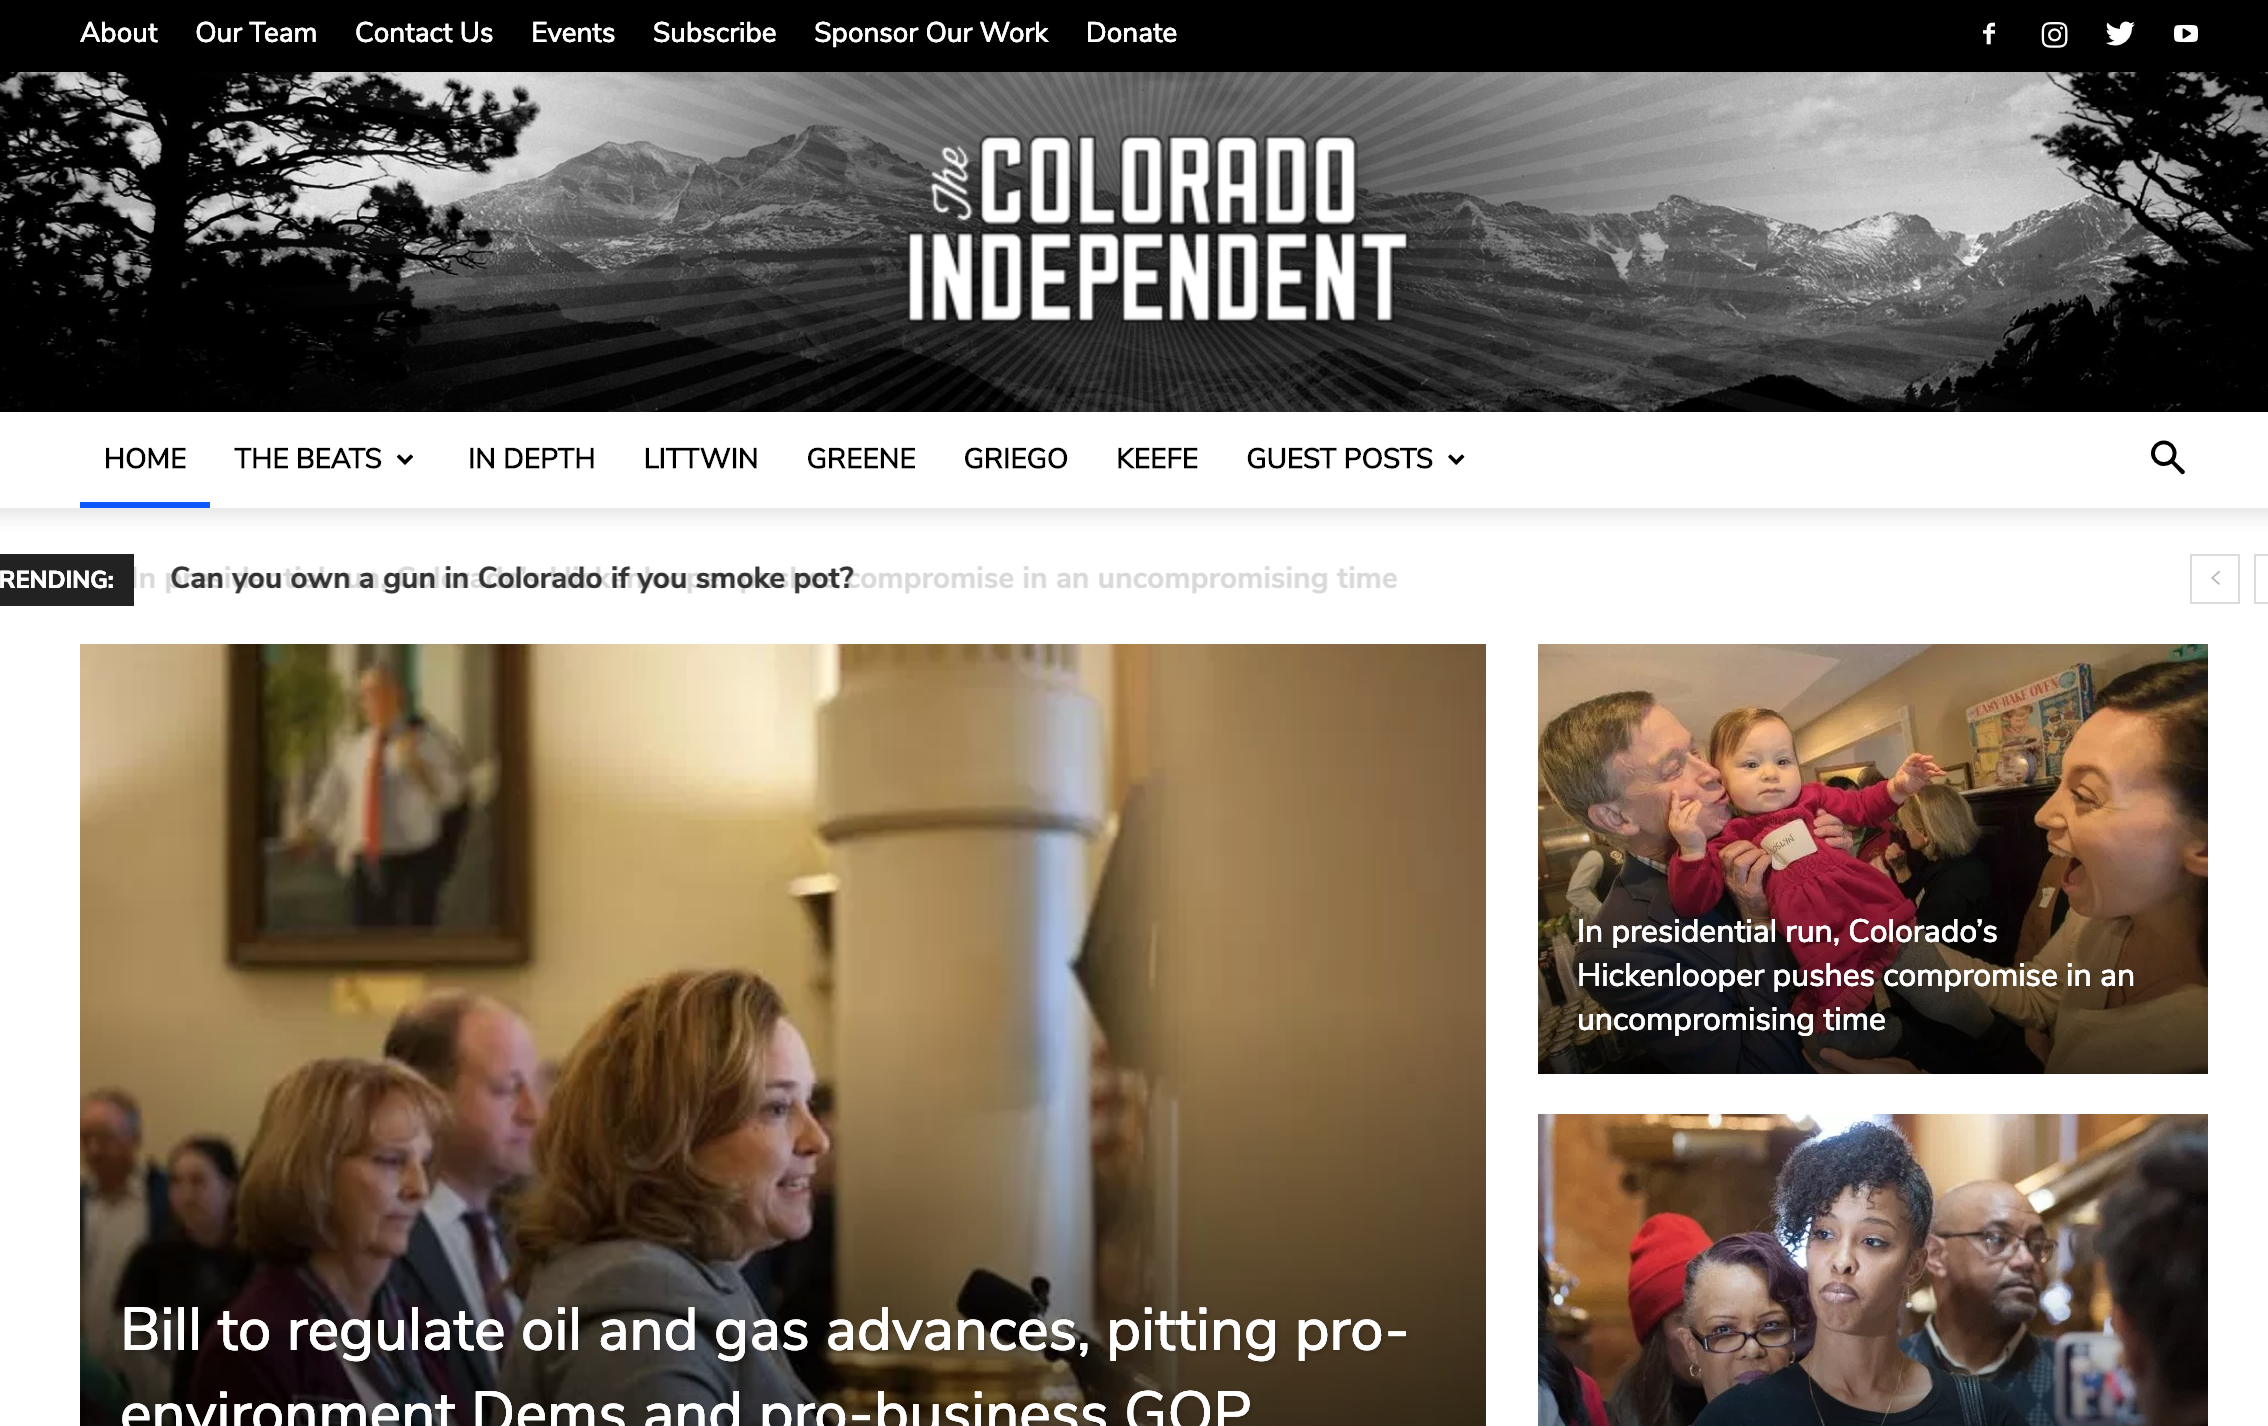 About Our Team Contact Us Events Subscribe Sponsor Our Work Donate
The COLORADO
INDEPENDENT
HOME THE BEATS IN DEPTH LITTWIN GREENE GRIEGO KEEFE GUEST POSTS
RENDING: Can you own a gun in Colorado if you smoke pot? compromise in an uncompromising time
EASY-BAKE OVEN
In presidential run, Colorado’s
Hickenlooper pushes compromise in an
uncompromising time
Bill to regulate oil and gas advances, pitting pro-
environment Dems and pro-business GOP